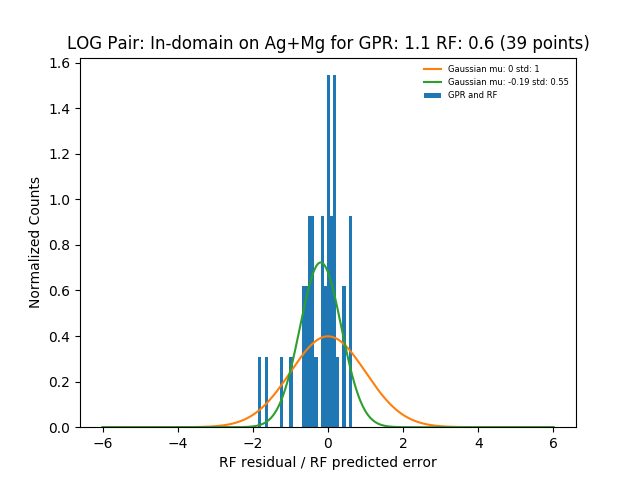 LOG Pair: In-domain on Ag+Mg for GPR: 1.1 RF: 0.6 (39 points)
Gaussian mu: 0 std: 1
Gaussian mu: -0.19 std: 0.55
GPR and RF
Normalized Counts
1.6
1.4
1.2
1.0
0.8
0.6
0.4
0.2
0.0
−6
−4
−2
0
2
4
6
RF residual / RF predicted error